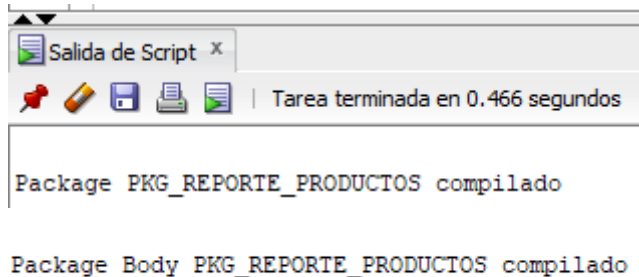 Salida de Script x
Tarea terminada en 0.466 segundos
Package PKG_REPORTE_PRODUCTOS compilado
Package Body PKG_REPORTE_PRODUCTOS compilado